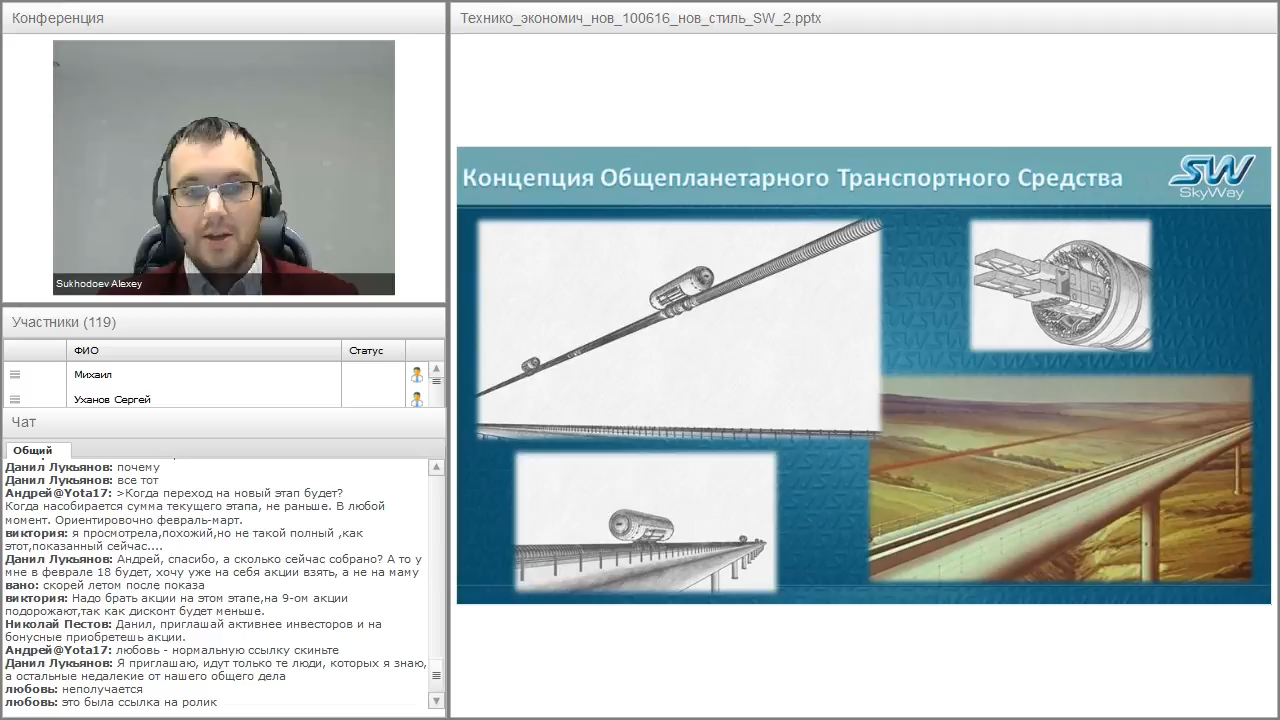 Конференция
Sukhodoev Alexey
Участники (119)
ФИО Статус
Михаил
Уханов Сергей
Чат
Общий
Данил Лукьянов: почему
Данил Лукьянов: все тот
Андрей@Yota17: >Когда переход на новый этап будет?
Когда насобирается сумма текущего этапа, не раньше. В любой
момент. Ориентировочно февраль-март.
виктория: я просмотрела,похожий,но не такой полный ,как
этот,показанный сейчас....
Данил Лукьянов: Андрей, спасибо, а сколько сейчас собрано? А то у
мне в феврале 18 будет, хочу уже на себя акции взять, а не на маму
вано: скорей летом после показа
виктория: Надо брать акции на этом этапе,на 9-ом акции
подорожают,так как дисконт будет меньше.
Николай Пестов: Данил, приглашай активнее инвесторов и на
бонусные приобретешь акции.
Андрей@Yota17: любовь - нормальную ссылку скиньте
Данил Лукьянов: Я приглашаю, идут только те люди, которых я знаю,
а остальные недалекие от нашего общего дела
любовь: неполучается
любовь: это была ссылка на ролик
Технико_экономич_нов_100616_нов_стиль_SW_2.pptx
Концепция Общепланетарного Транспортного Средства
SW
SkyWay